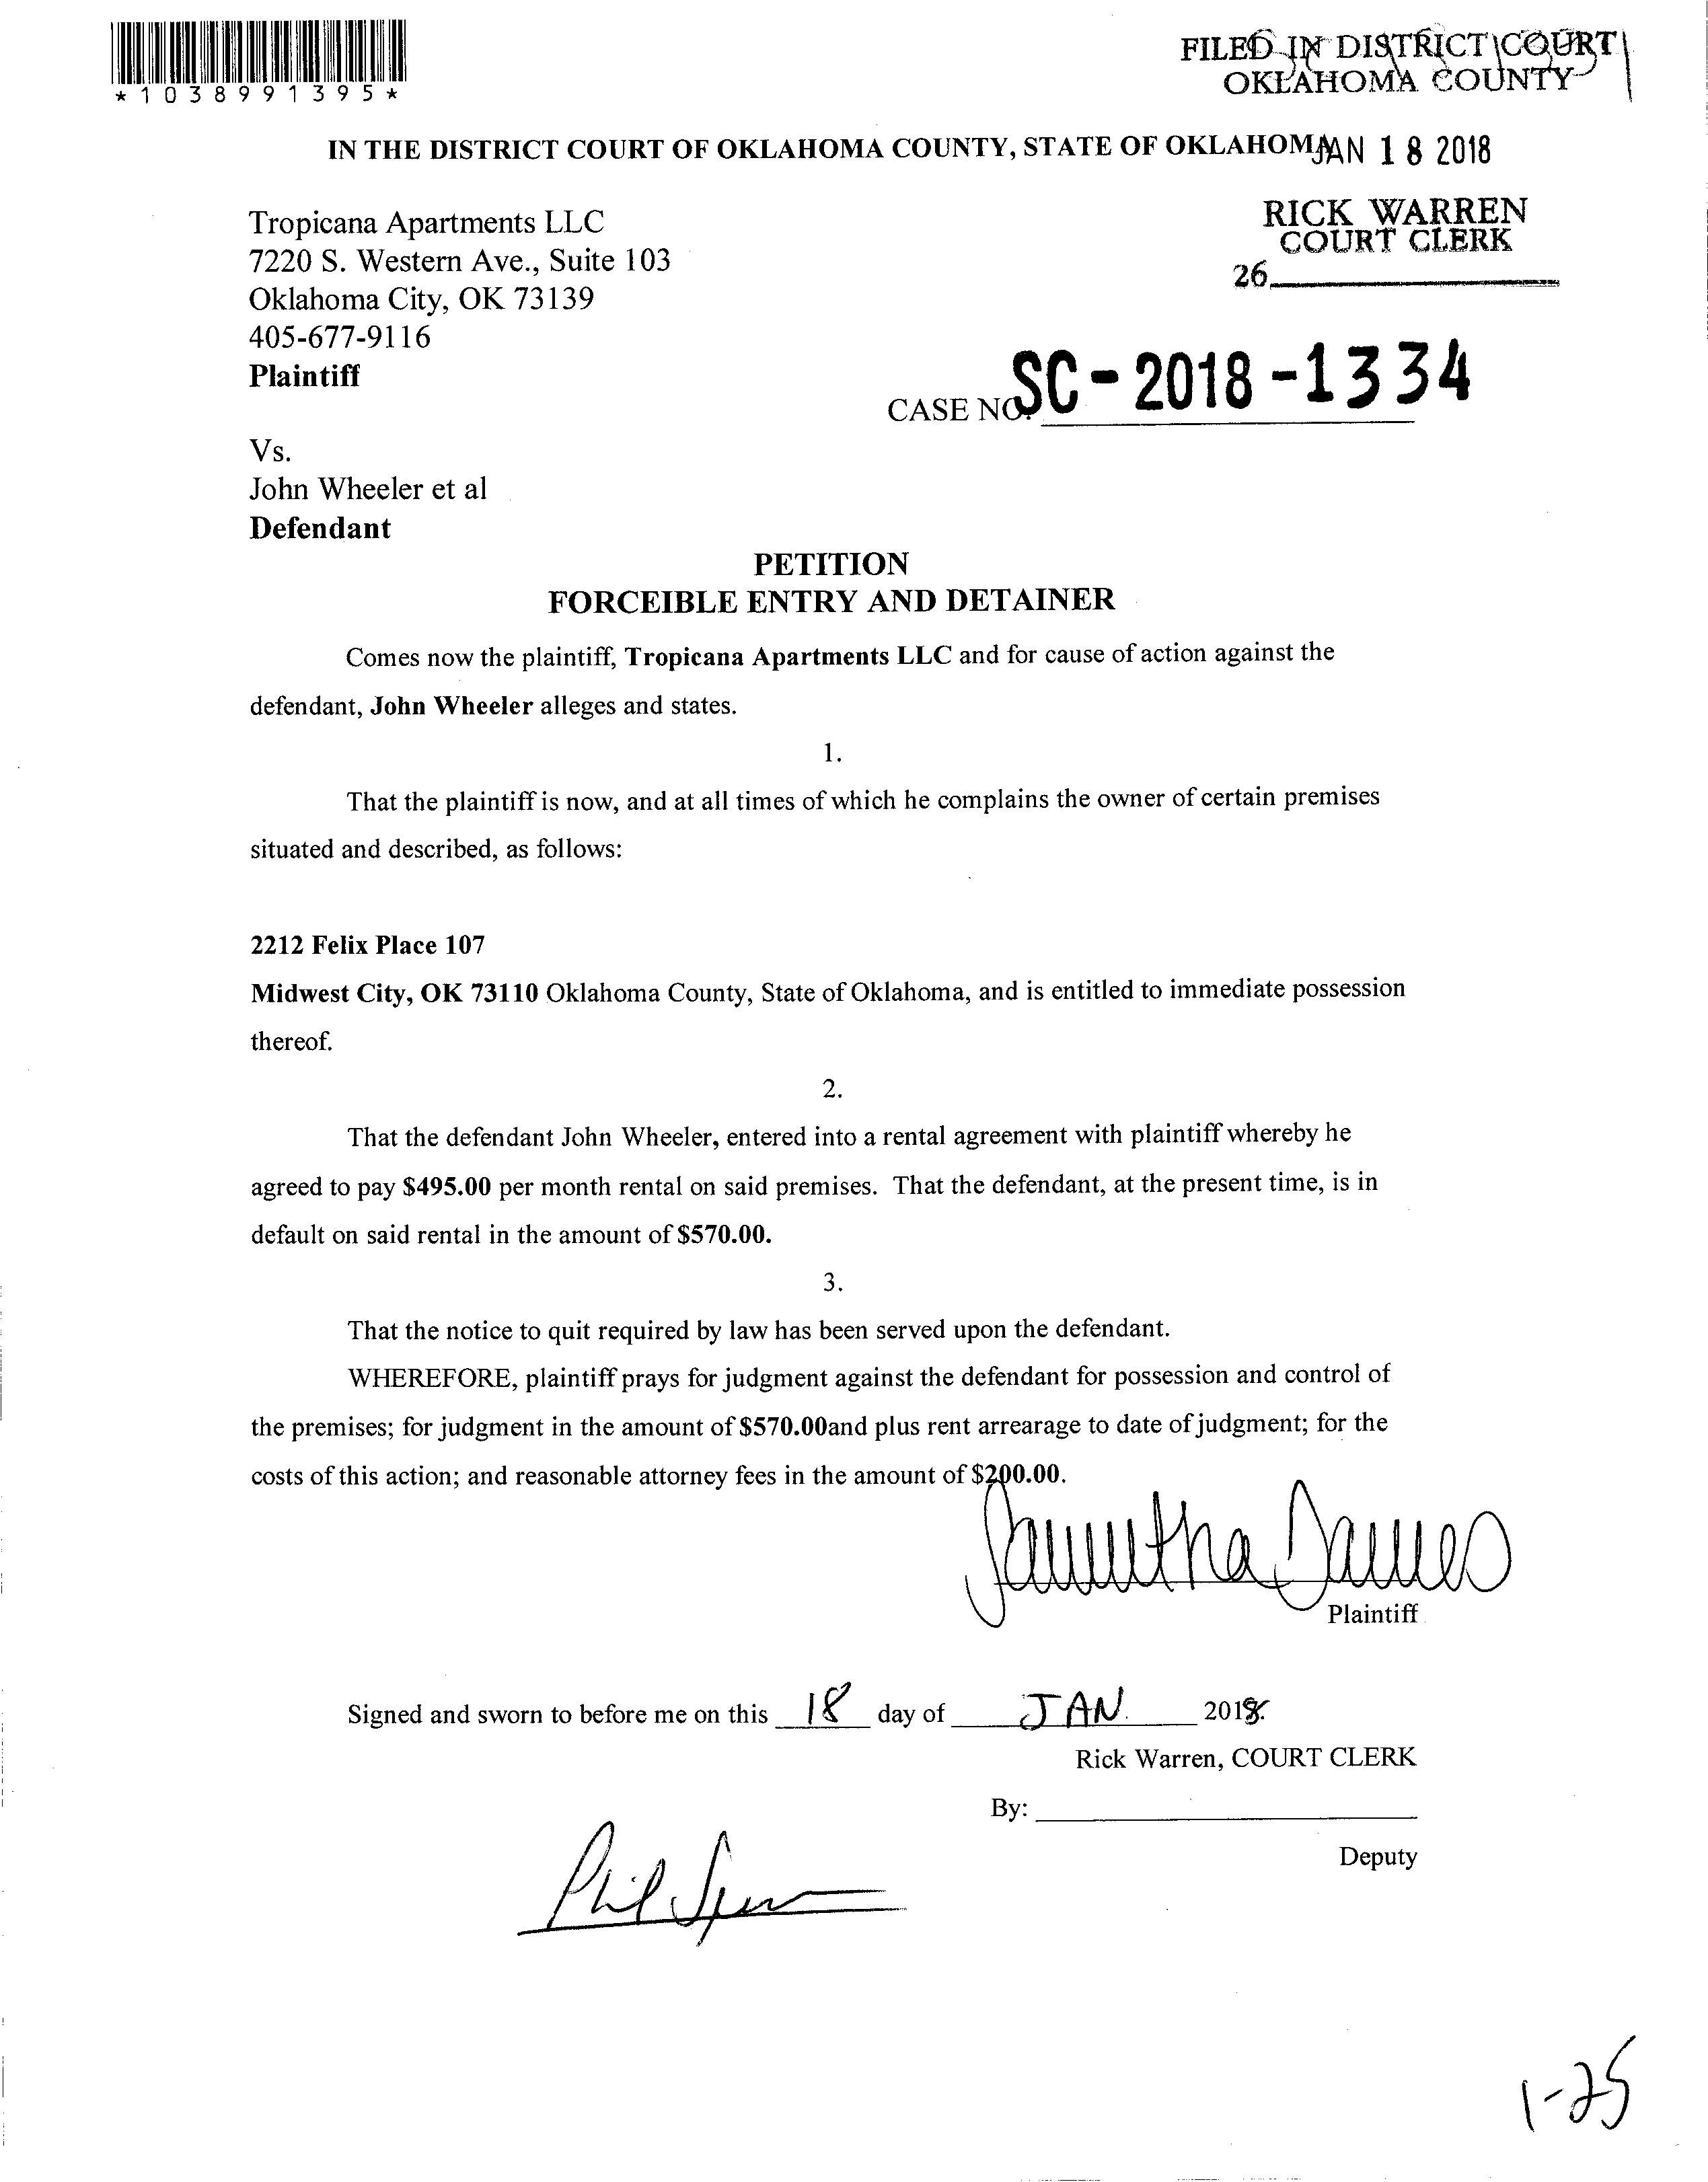 *1038991395*
FILED IN DISTRICT COURT
OKLAHOMA COUNTY
IN THE DISTRICT COURT OF OKLAHOMA COUNTY, STATE OF OKLAHOMA
JAN 18 2018
RICK WARREN
COURT CLERK
26
Tropicana Apartments LLC
7220 S. Western Ave., Suite 103
Oklahoma City, OK 73139
405-677-9116
Plaintiff
CASE NO. SC-2018-1334
Vs.
John Wheeler et al
Defendant
PETITION
FORCEIBLE ENTRY AND DETAINER
Comes now the plaintiff, Tropicana Apartments LLC and for cause of action against the
defendant, John Wheeler alleges and states.
1.
That the plaintiff is now, and at all times of which he complains the owner of certain premises
situated and described, as follows:
2212 Felix Place 107
Midwest City, OK 73110 Oklahoma County, State of Oklahoma, and is entitled to immediate possession
thereof.
2.
That the defendant John Wheeler, entered into a rental agreement with plaintiff whereby he
agreed to pay $495.00 per month rental on said premises. That the defendant, at the present time, is in
default on said rental in the amount of $570.00.
3.
That the notice to quit required by law has been served upon the defendant.
WHEREFORE, plaintiff prays for judgment against the defendant for possession and control of
the premises; for judgment in the amount of $570.00and plus rent arrearage to date of judgment; for the
costs of this action; and reasonable attorney fees in the amount of $200.00.
Samantha James
Plaintiff
Signed and sworn to before me on this 18 day of JAN. 2018.
Rick Warren, COURT CLERK
By:
Deputy
Phil
1-25